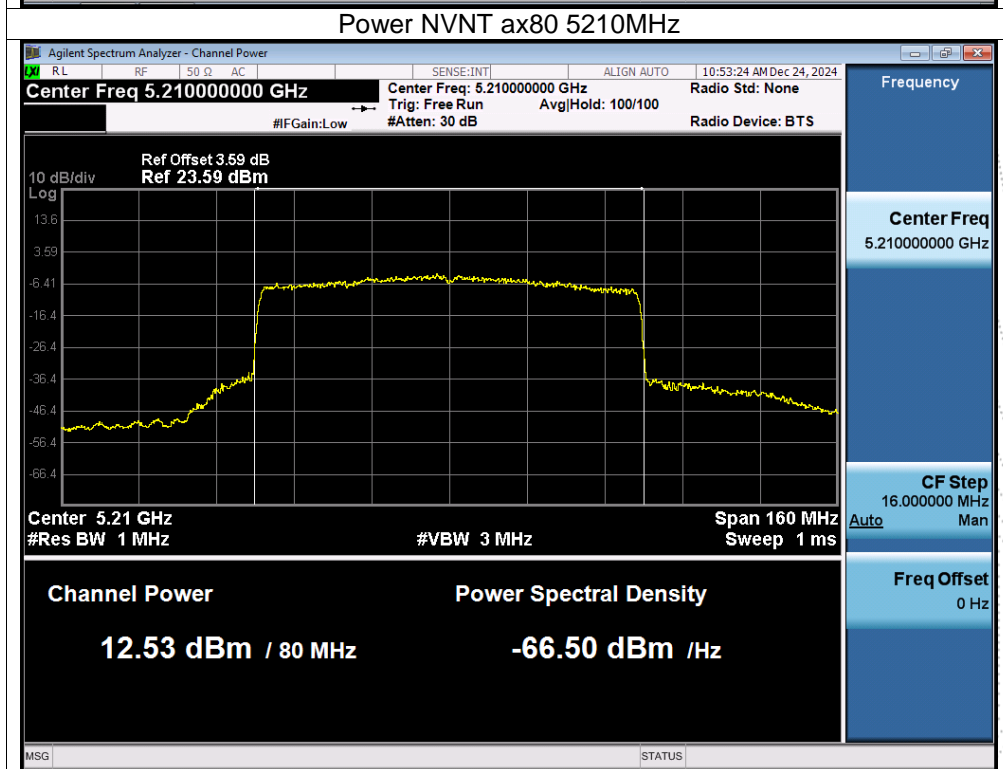 Power NVNT ax80 5210MHz
Agilent Spectrum Analyzer - Channel Power
LXI RL RF 50 Ω AC SENSE:INT ALIGN AUTO 10:53:24 AM Dec 24, 2024
Center Freq 5.210000000 GHz
Center Freq: 5.210000000 GHz Radio Std: None
Trig: Free Run Avg|Hold: 100/100
#IFGain:Low #Atten: 30 dB Radio Device: BTS
Ref Offset 3.59 dB
10 dB/div Ref 23.59 dBm
Log
13.6
3.59
-6.41
-16.4
-26.4
-36.4
-46.4
-56.4
-66.4
Center 5.21 GHz Span 160 MHz
#Res BW 1 MHz #VBW 3 MHz Sweep 1 ms
Channel Power Power Spectral Density
12.53 dBm / 80 MHz -66.50 dBm /Hz
Frequency
Center Freq
5.210000000 GHz
CF Step
16.000000 MHz
Auto Man
Freq Offset
0 Hz
MSG STATUS